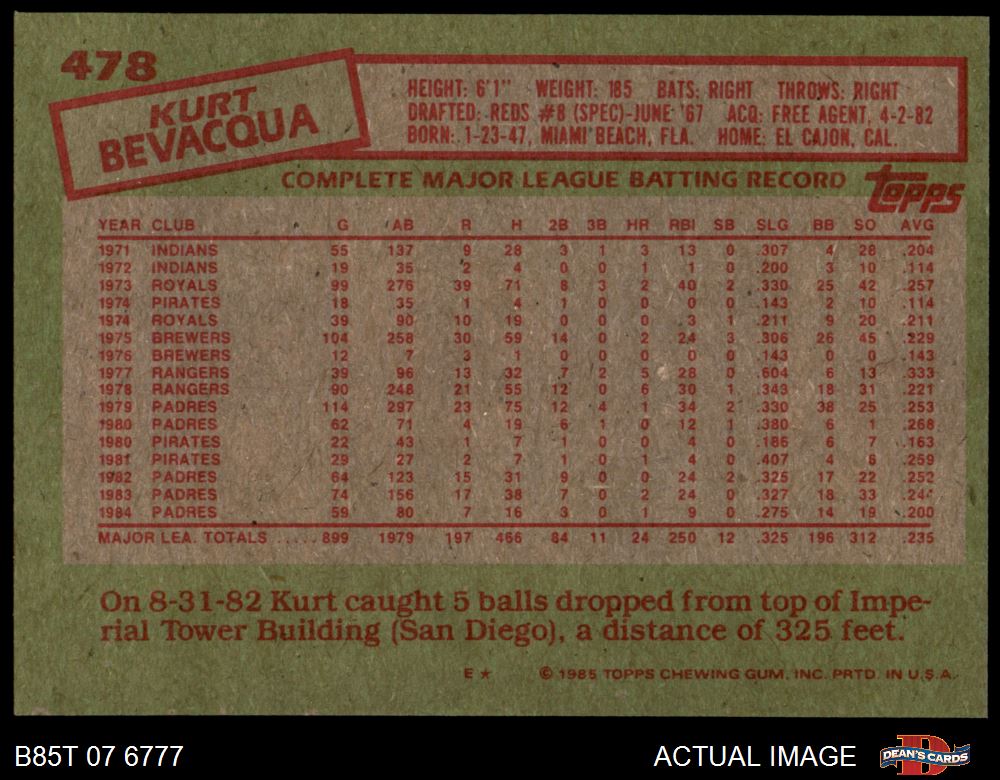 478
KURT
BEVACQUA
HEIGHT: 6'1" WEIGHT: 185 BATS: RIGHT THROWS: RIGHT
DRAFTED: REDS #8 (SPEC)-JUNE '67 ACQ: FREE AGENT, 4-2-82
BORN: 1-23-47, MIAMI BEACH, FLA. HOME: EL CAJON, CAL.
COMPLETE MAJOR LEAGUE BATTING RECORD
topps
YEAR CLUB G AB R H 2B 3B HR RBI SB SLG BB SO AVG
1971 INDIANS 55 137 9 28 3 1 3 13 0 .307 4 28 .204
1972 INDIANS 19 35 2 4 0 0 1 1 0 .200 3 10 .114
1973 ROYALS 99 276 39 71 8 3 2 40 2 .330 25 42 .257
1974 PIRATES 18 35 1 4 1 0 0 0 0 .143 2 10 .114
1974 ROYALS 39 90 10 19 0 0 0 3 1 .211 9 20 .211
1975 BREWERS 104 258 30 59 14 0 2 24 3 .306 26 45 .229
1976 BREWERS 12 7 3 1 0 0 0 0 0 .143 0 0 .143
1977 RANGERS 39 96 13 32 7 2 5 28 0 .604 6 13 .333
1978 RANGERS 90 248 21 55 12 0 6 30 1 .343 18 31 .221
1979 PADRES 114 297 23 75 12 4 1 34 2 .330 38 25 .253
1980 PADRES 62 71 4 19 6 1 0 12 1 .380 6 1 .268
1980 PIRATES 22 43 1 7 1 0 0 4 0 .186 6 7 .163
1981 PIRATES 29 27 2 7 1 0 1 4 0 .407 4 6 .259
1982 PADRES 64 123 15 31 9 0 0 24 2 .325 17 22 .252
1983 PADRES 74 156 17 38 7 0 2 24 0 .327 18 33 .244
1984 PADRES 59 80 7 16 3 0 1 9 0 .275 14 19 .200
MAJOR LEA. TOTALS ..... 899 1979 197 466 84 11 24 250 12 .325 196 312 .235
On 8-31-82 Kurt caught 5 balls dropped from top of Impe-
rial Tower Building (San Diego), a distance of 325 feet.
E ★ © 1985 TOPPS CHEWING GUM, INC. PRTD. IN U.S.A.
B85T 07 6777 ACTUAL IMAGE DEAN'S CARDS